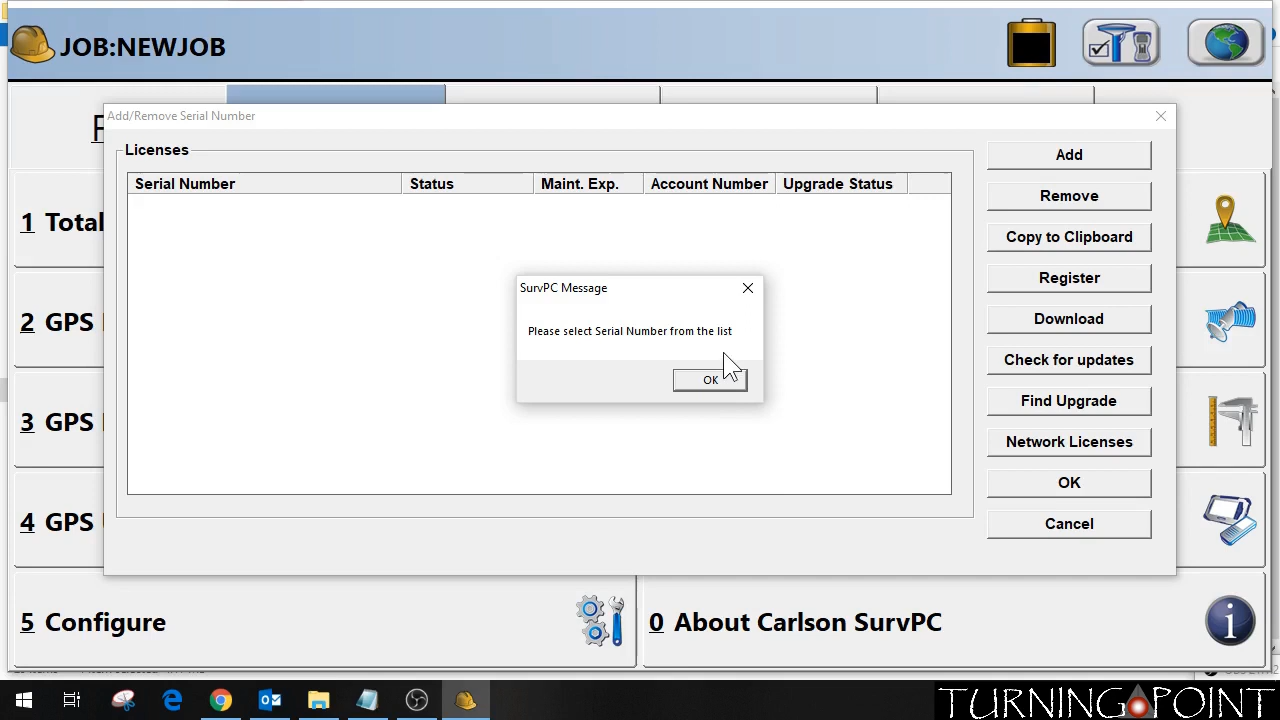 JOB:NEWJOB
Add/Remove Serial Number
Licenses
Serial Number Status Maint. Exp. Account Number Upgrade Status
Add
Remove
Copy to Clipboard
Register
Download
Check for updates
Find Upgrade
Network Licenses
OK
Cancel
SurvPC Message
Please select Serial Number from the list
OK
F
1 Total
2 GPS
3 GPS
4 GPS
5 Configure
0 About Carlson SurvPC
TURNING POINT